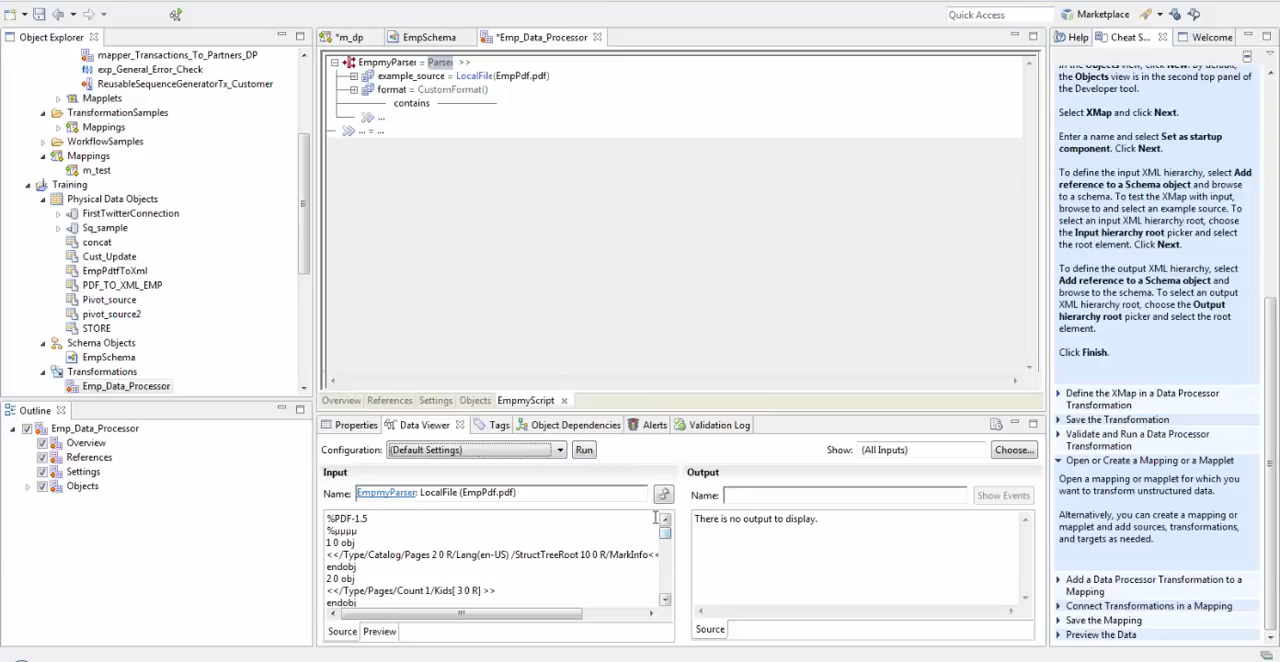 Quick Access
Marketplace
Object Explorer
*m_dp
EmpSchema
*Emp_Data_Processor
Help
Cheat S...
Welcome
mapper_Transactions_To_Partners_DP
exp_General_Error_Check
ReusableSequenceGeneratorTx_Customer
Mapplets
TransformationSamples
Mappings
WorkflowSamples
Mappings
m_test
Training
Physical Data Objects
FirstTwitterConnection
Sq_sample
concat
Cust_Update
EmpPdtfToXml
PDF_TO_XML_EMP
Pivot_source
pivot_source2
STORE
Schema Objects
EmpSchema
Transformations
Emp_Data_Processor
EmpmyParser = Parser >>
example_source = LocalFile(EmpPdf.pdf)
format = CustomFormat()
contains
...
... = ...
Overview
References
Settings
Objects
EmpmyScript
In the Objects view, click New. By default,
the Objects view is in the second top panel of
the Developer tool.
Select XMap and click Next.
Enter a name and select Set as startup
component. Click Next.
To define the input XML hierarchy, select Add
reference to a Schema object and browse
to a schema. To test the XMap with input,
browse to and select an example source. To
select an input XML hierarchy root, choose
the Input hierarchy root picker and select
the root element. Click Next.
To define the output XML hierarchy, select
Add reference to a Schema object and
browse to the schema. To select an output
XML hierarchy root, choose the Output
hierarchy root picker and select the root
element.
Click Finish.
Define the XMap in a Data Processor
Transformation
Save the Transformation
Validate and Run a Data Processor
Transformation
Open or Create a Mapping or a Mapplet
Open a mapping or mapplet for which you
want to transform unstructured data.
Alternatively, you can create a mapping or
mapplet and add sources, transformations,
and targets as needed.
Add a Data Processor Transformation to a
Mapping
Connect Transformations in a Mapping
Save the Mapping
Preview the Data
Outline
Emp_Data_Processor
Overview
References
Settings
Objects
Properties
Data Viewer
Tags
Object Dependencies
Alerts
Validation Log
Configuration: (Default Settings)
Run
Show: (All Inputs)
Choose...
Input
Output
Name: EmpmyParser: LocalFile (EmpPdf.pdf)
Name:
Show Events
%PDF-1.5
%µµµµ
1 0 obj
<</Type/Catalog/Pages 2 0 R/Lang(en-US) /StructTreeRoot 10 0 R/MarkInfo<<
endobj
2 0 obj
<</Type/Pages/Count 1/Kids[ 3 0 R] >>
endobj
There is no output to display.
Source
Preview
Source